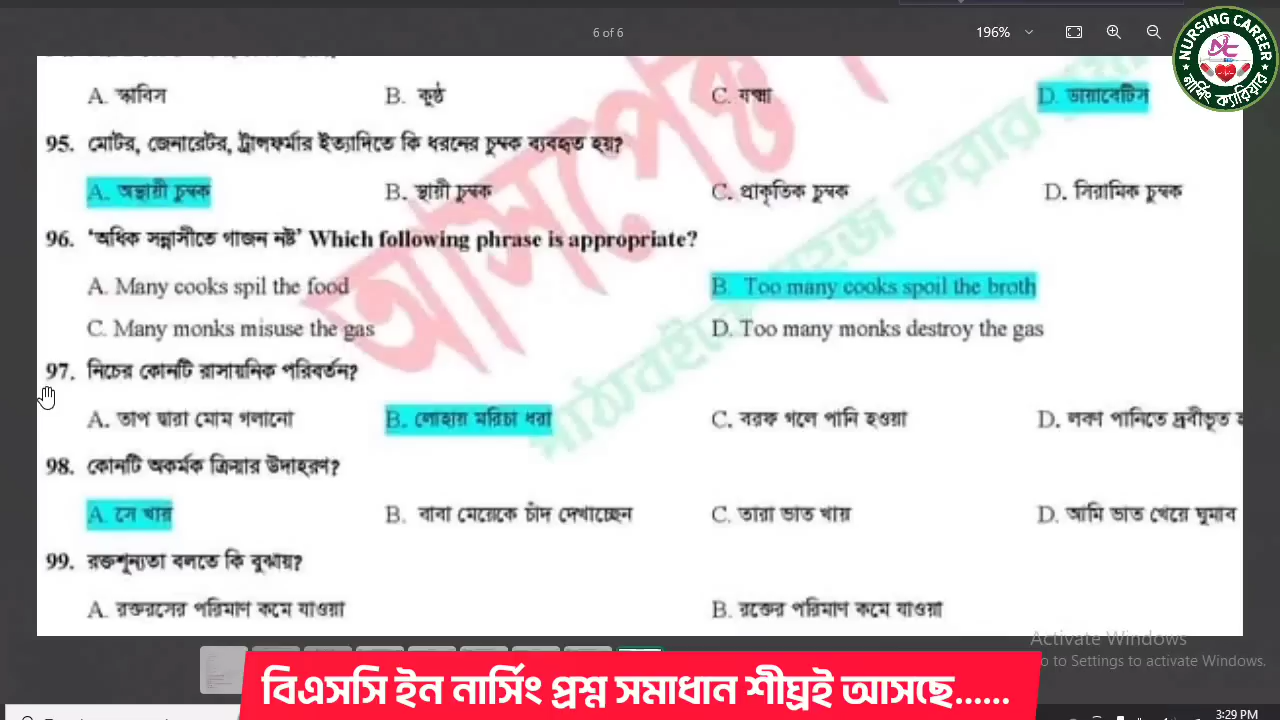 6 of 6
196%
NURSING CAREER
NC
নার্সিং ক্যারিয়ার
A. স্ক্যাবিস B. কুষ্ঠ C. যক্ষ্মা D. ডায়াবেটিস
95. মোটর, জেনারেটর, ট্রান্সফর্মার ইত্যাদিতে কি ধরনের চুম্বক ব্যবহৃত হয়?
A. অস্থায়ী চুম্বক B. স্থায়ী চুম্বক C. প্রাকৃতিক চুম্বক D. সিরামিক চুম্বক
96. ‘অধিক সন্নাসীতে গাজন নষ্ট’ Which following phrase is appropriate?
A. Many cooks spil the food B. Too many cooks spoil the broth
C. Many monks misuse the gas D. Too many monks destroy the gas
97. নিচের কোনটি রাসায়নিক পরিবর্তন?
A. তাপ দ্বারা মোম গলানো B. লোহায় মরিচা ধরা C. বরফ গলে পানি হওয়া D. লবণ পানিতে দ্রবীভূত
98. কোনটি অকর্মক ক্রিয়ার উদাহরণ?
A. সে খায় B. বাবা মেয়েকে চাঁদ দেখাচ্ছেন C. তারা ভাত খায় D. আমি ভাত খেয়ে ঘুমাব
99. রক্তশূন্যতা বলতে কি বুঝায়?
A. রক্তরসের পরিমাণ কমে যাওয়া B. রক্তের পরিমাণ কমে যাওয়া
Activate Windows
o to Settings to activate Windows.
বিএসসি ইন নার্সিং প্রশ্ন সমাধান শীঘ্রই আসছে......
3:29 PM